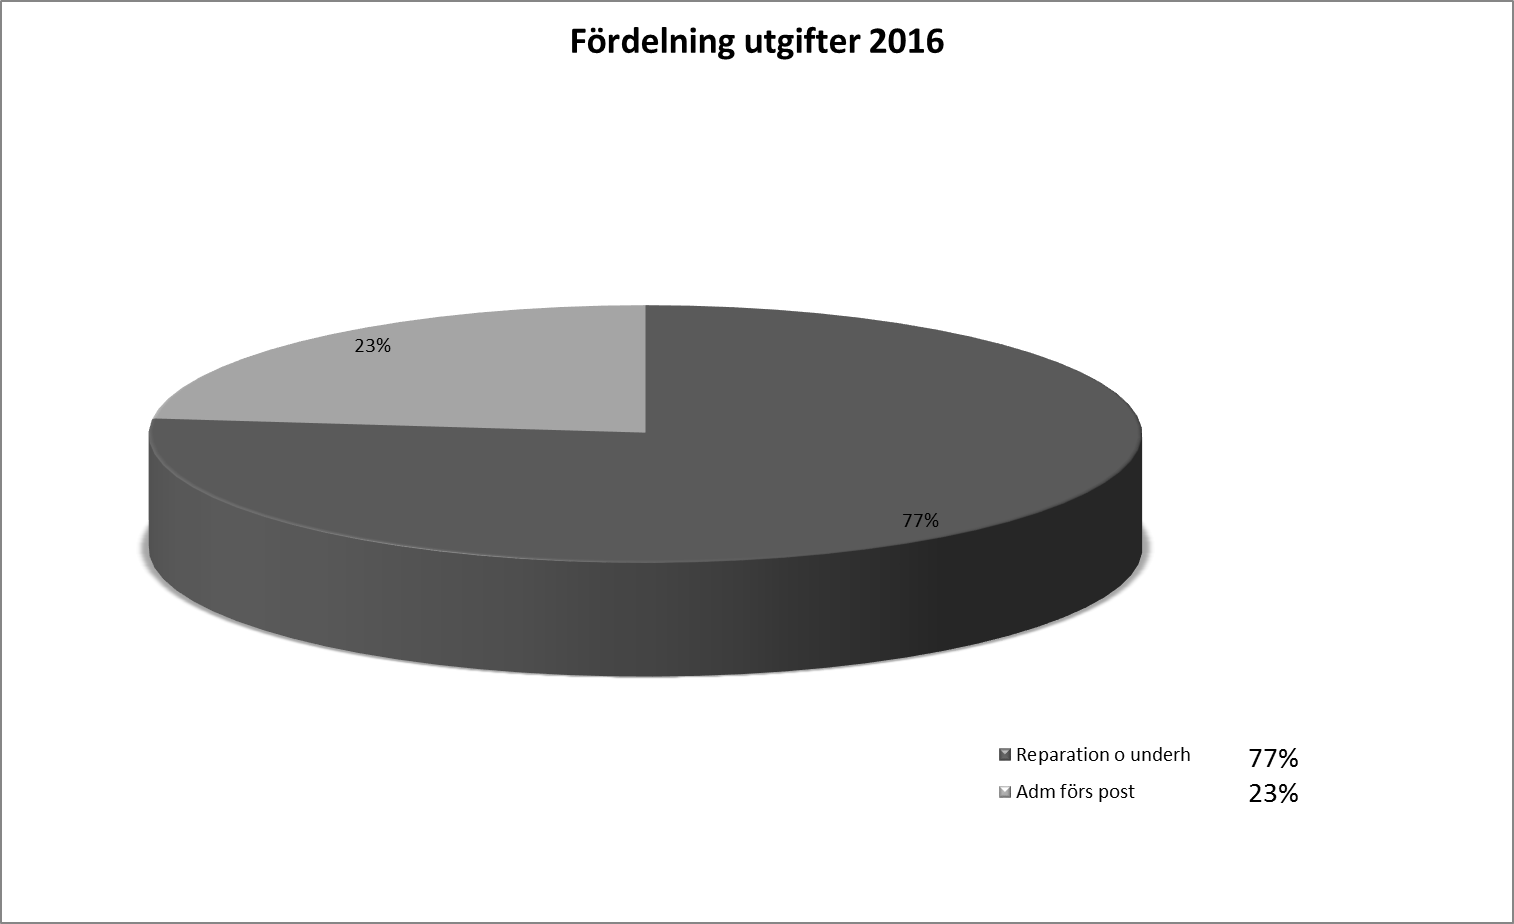 Fördelning utgifter 2016
23%
77%
Reparation o underh 77%
Adm förs post 23%